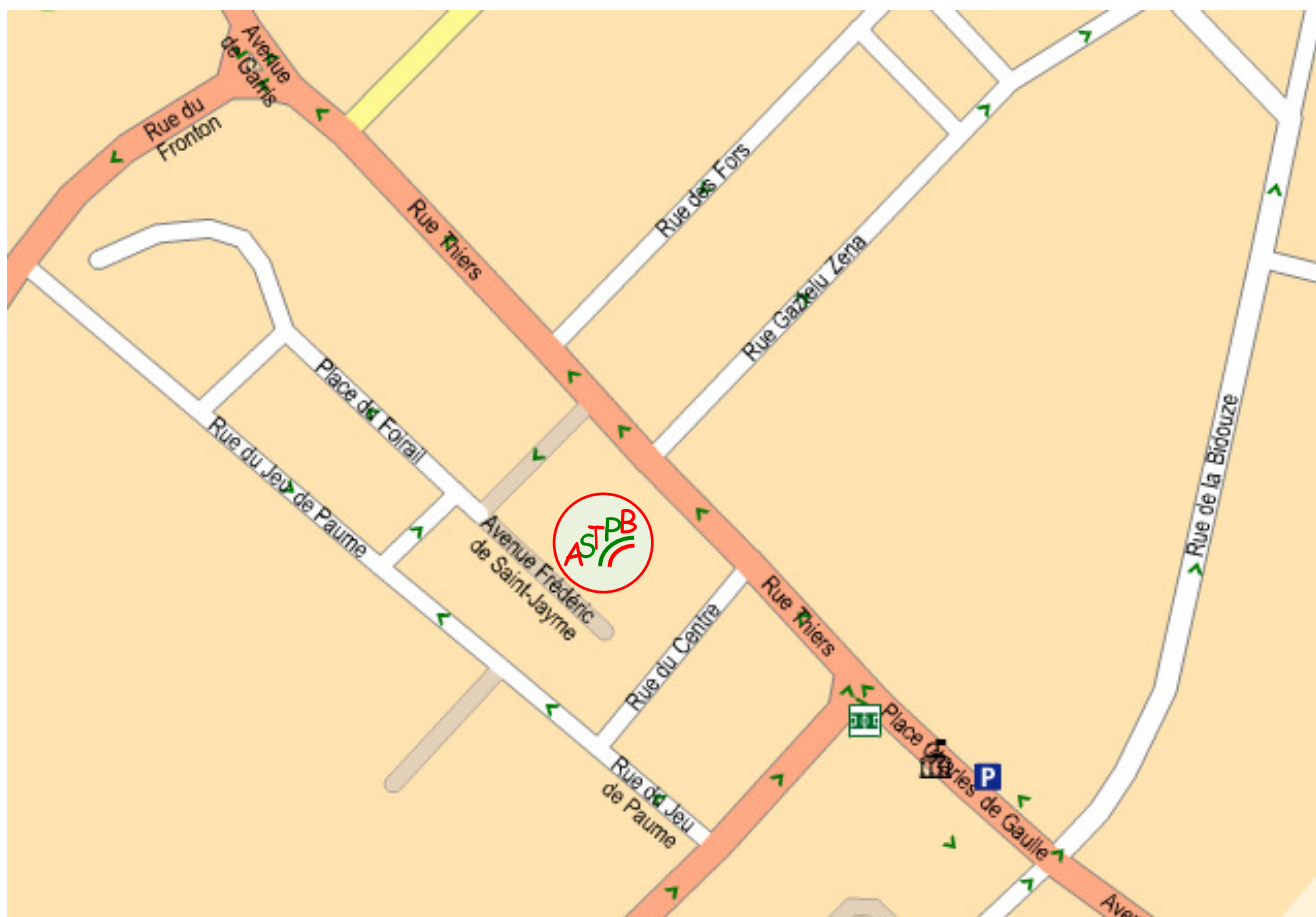 Avenue
de Garris
Rue du
Fronton
Rue Thiers
Rue des Fors
Rue Gaztelu Zena
Place du Foirail
Rue du Jeu de Paume
Rue de la Bidouze
ASTPB
Avenue Frédéric
de Saint-Jayme
Rue Thiers
Rue du Centre
Place Charles de Gaulle
P
Rue du Jeu
de Paume
Aven